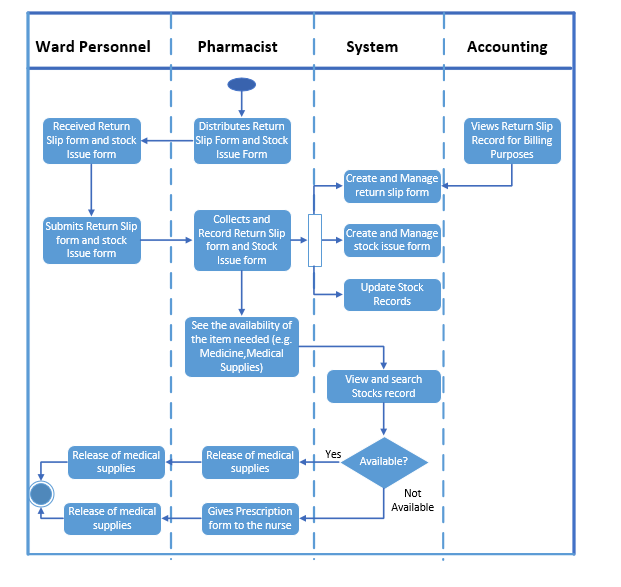 Ward Personnel
Pharmacist
System
Accounting
Received Return
Slip form and stock
Issue form
Distributes Return
Slip Form and Stock
Issue Form
Views Return Slip
Record for Billing
Purposes
Create and Manage
return slip form
Submits Return Slip
form and stock
Issue form
Collects and
Record Return Slip
form and Stock
Issue form
Create and Manage
stock issue form
Update Stock
Records
See the availability of
the item needed (e.g.
Medicine,Medical
Supplies)
View and search
Stocks record
Release of medical
supplies
Release of medical
supplies
Yes
Available?
Not
Available
Release of medical
supplies
Gives Prescription
form to the nurse